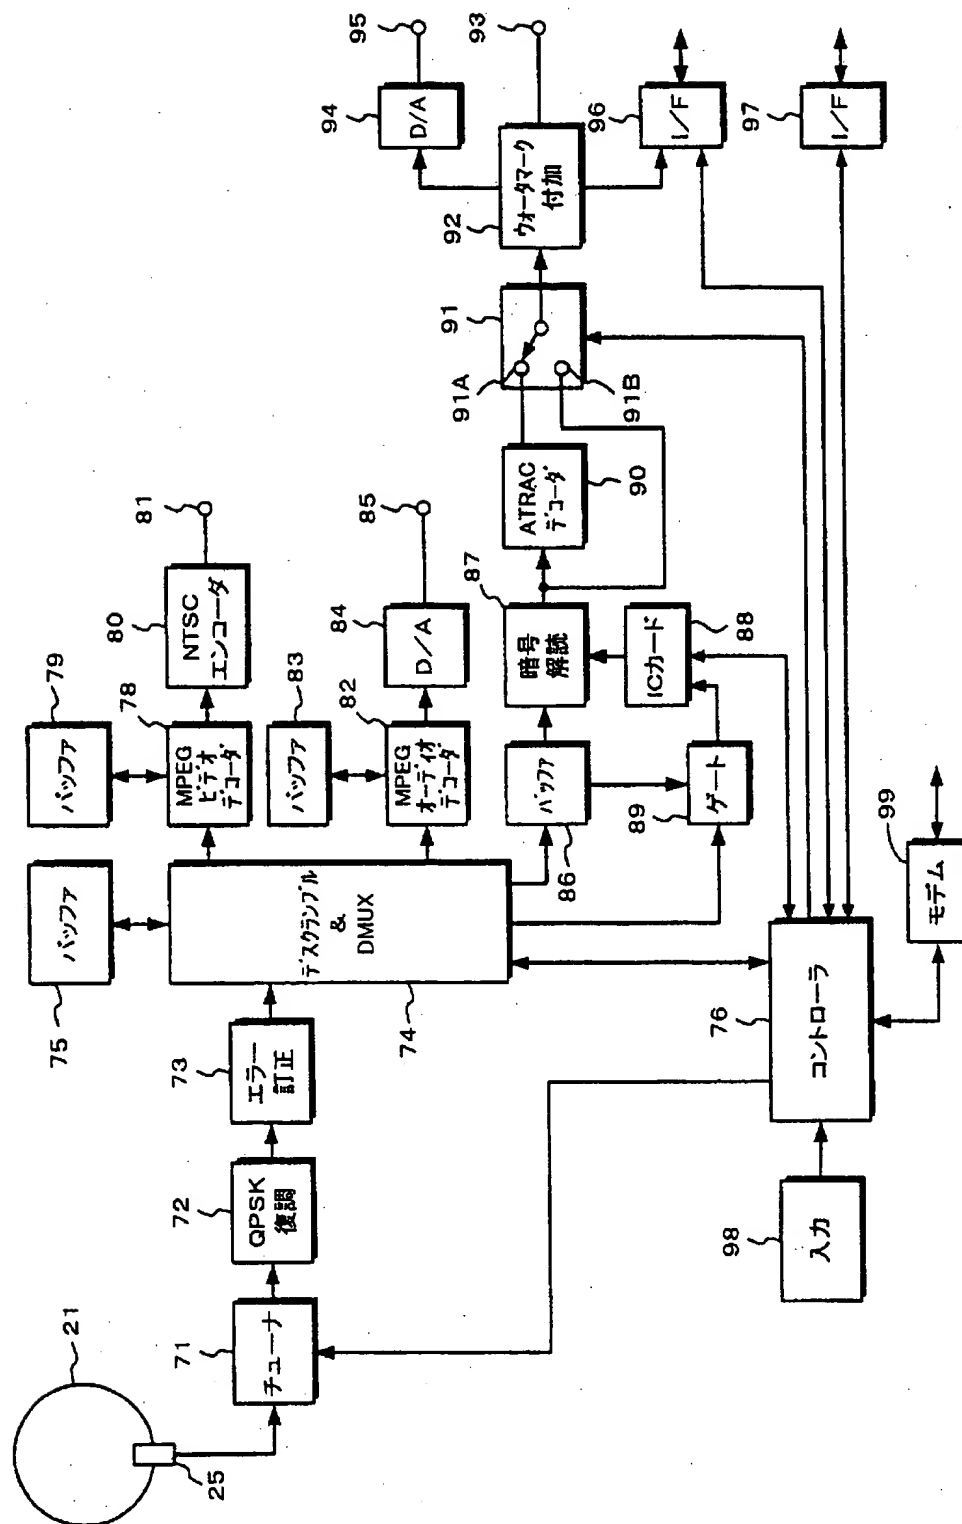 21
25
71
チューナ
72
QPSK
復調
73
エラー
訂正
74
デスクランブル
&
DMUX
75
バッファ
79
バッファ
78
MPEG
ビデオ
デコーダ
80
NTSC
エンコーダ
81
83
バッファ
82
MPEG
オーディオ
デコーダ
84
D/A
85
86
バッファ
87
暗号
解読
88
ICカード
89
ゲート
90
ATRAC
デコーダ
91
91A
91B
92
ウォータマーク
付加
93
94
D/A
95
96
I/F
97
I/F
76
コントローラ
98
入力
99
モデム